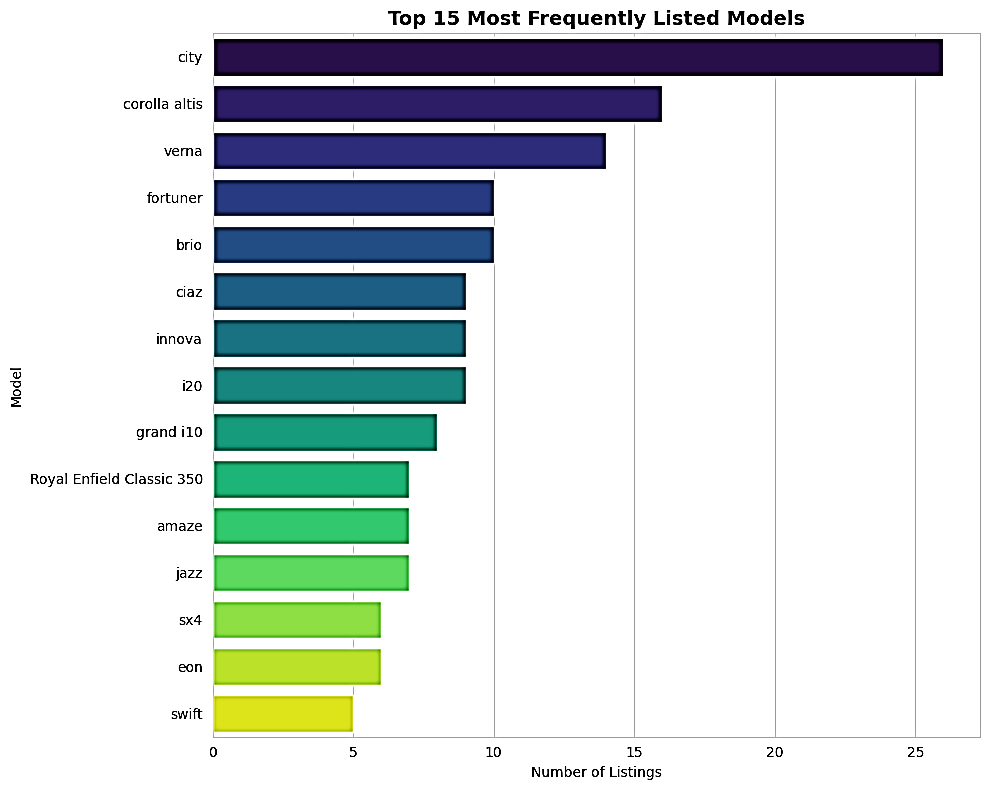 Top 15 Most Frequently Listed Models
city
corolla altis
verna
fortuner
brio
ciaz
innova
i20
grand i10
Royal Enfield Classic 350
amaze
jazz
sx4
eon
swift
Model
0 5 10 15 20 25
Number of Listings